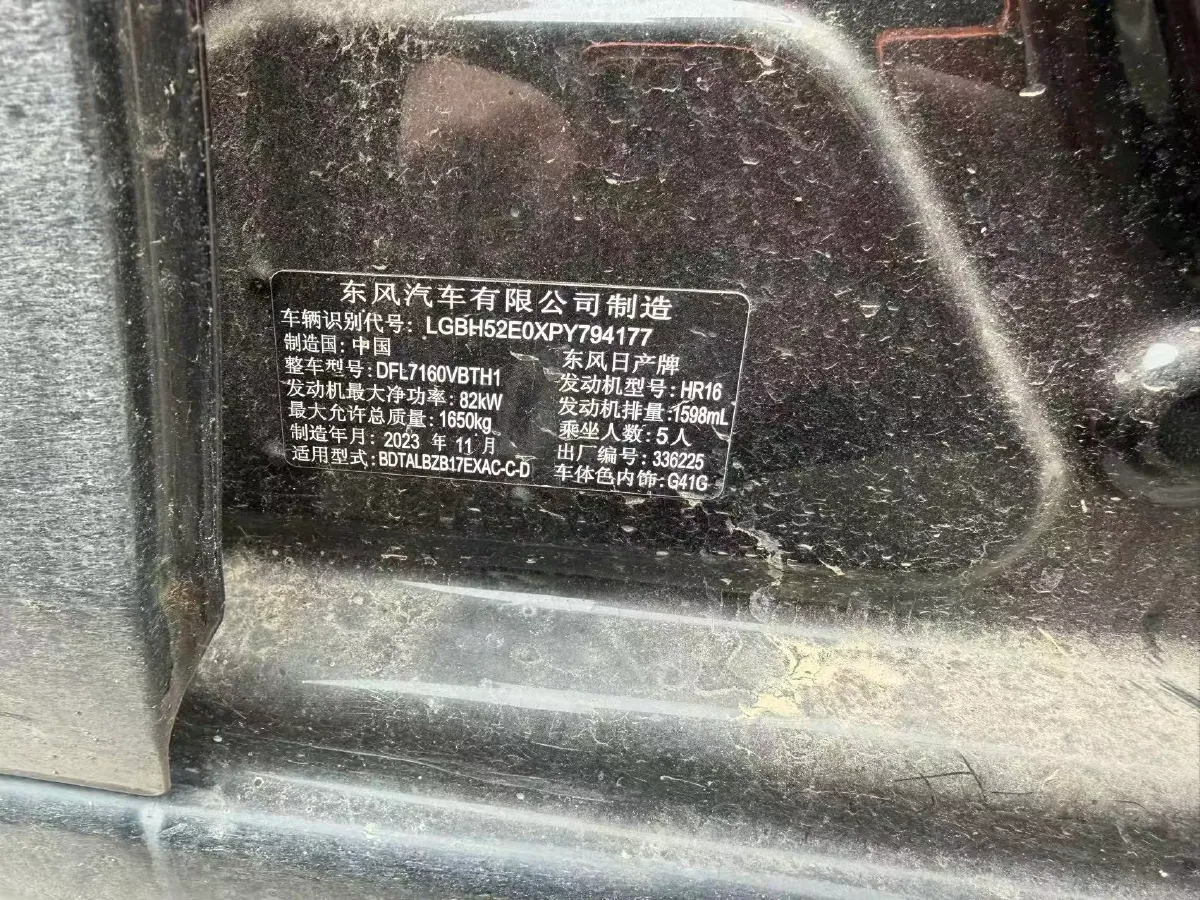 东风汽车有限公司制造
车辆识别代号: LGBH52E0XPY794177
制造国: 中国 东风日产牌
整车型号: DFL7160VBTH1 发动机型号: HR16
发动机最大净功率: 82kW 发动机排量: 1598mL
最大允许总质量: 1650kg 乘坐人数: 5人
制造年月: 2023 年 11 月 出厂编号: 336225
适用型式: BDTALBZB17EXAC-C-D 车体色内饰: G41G